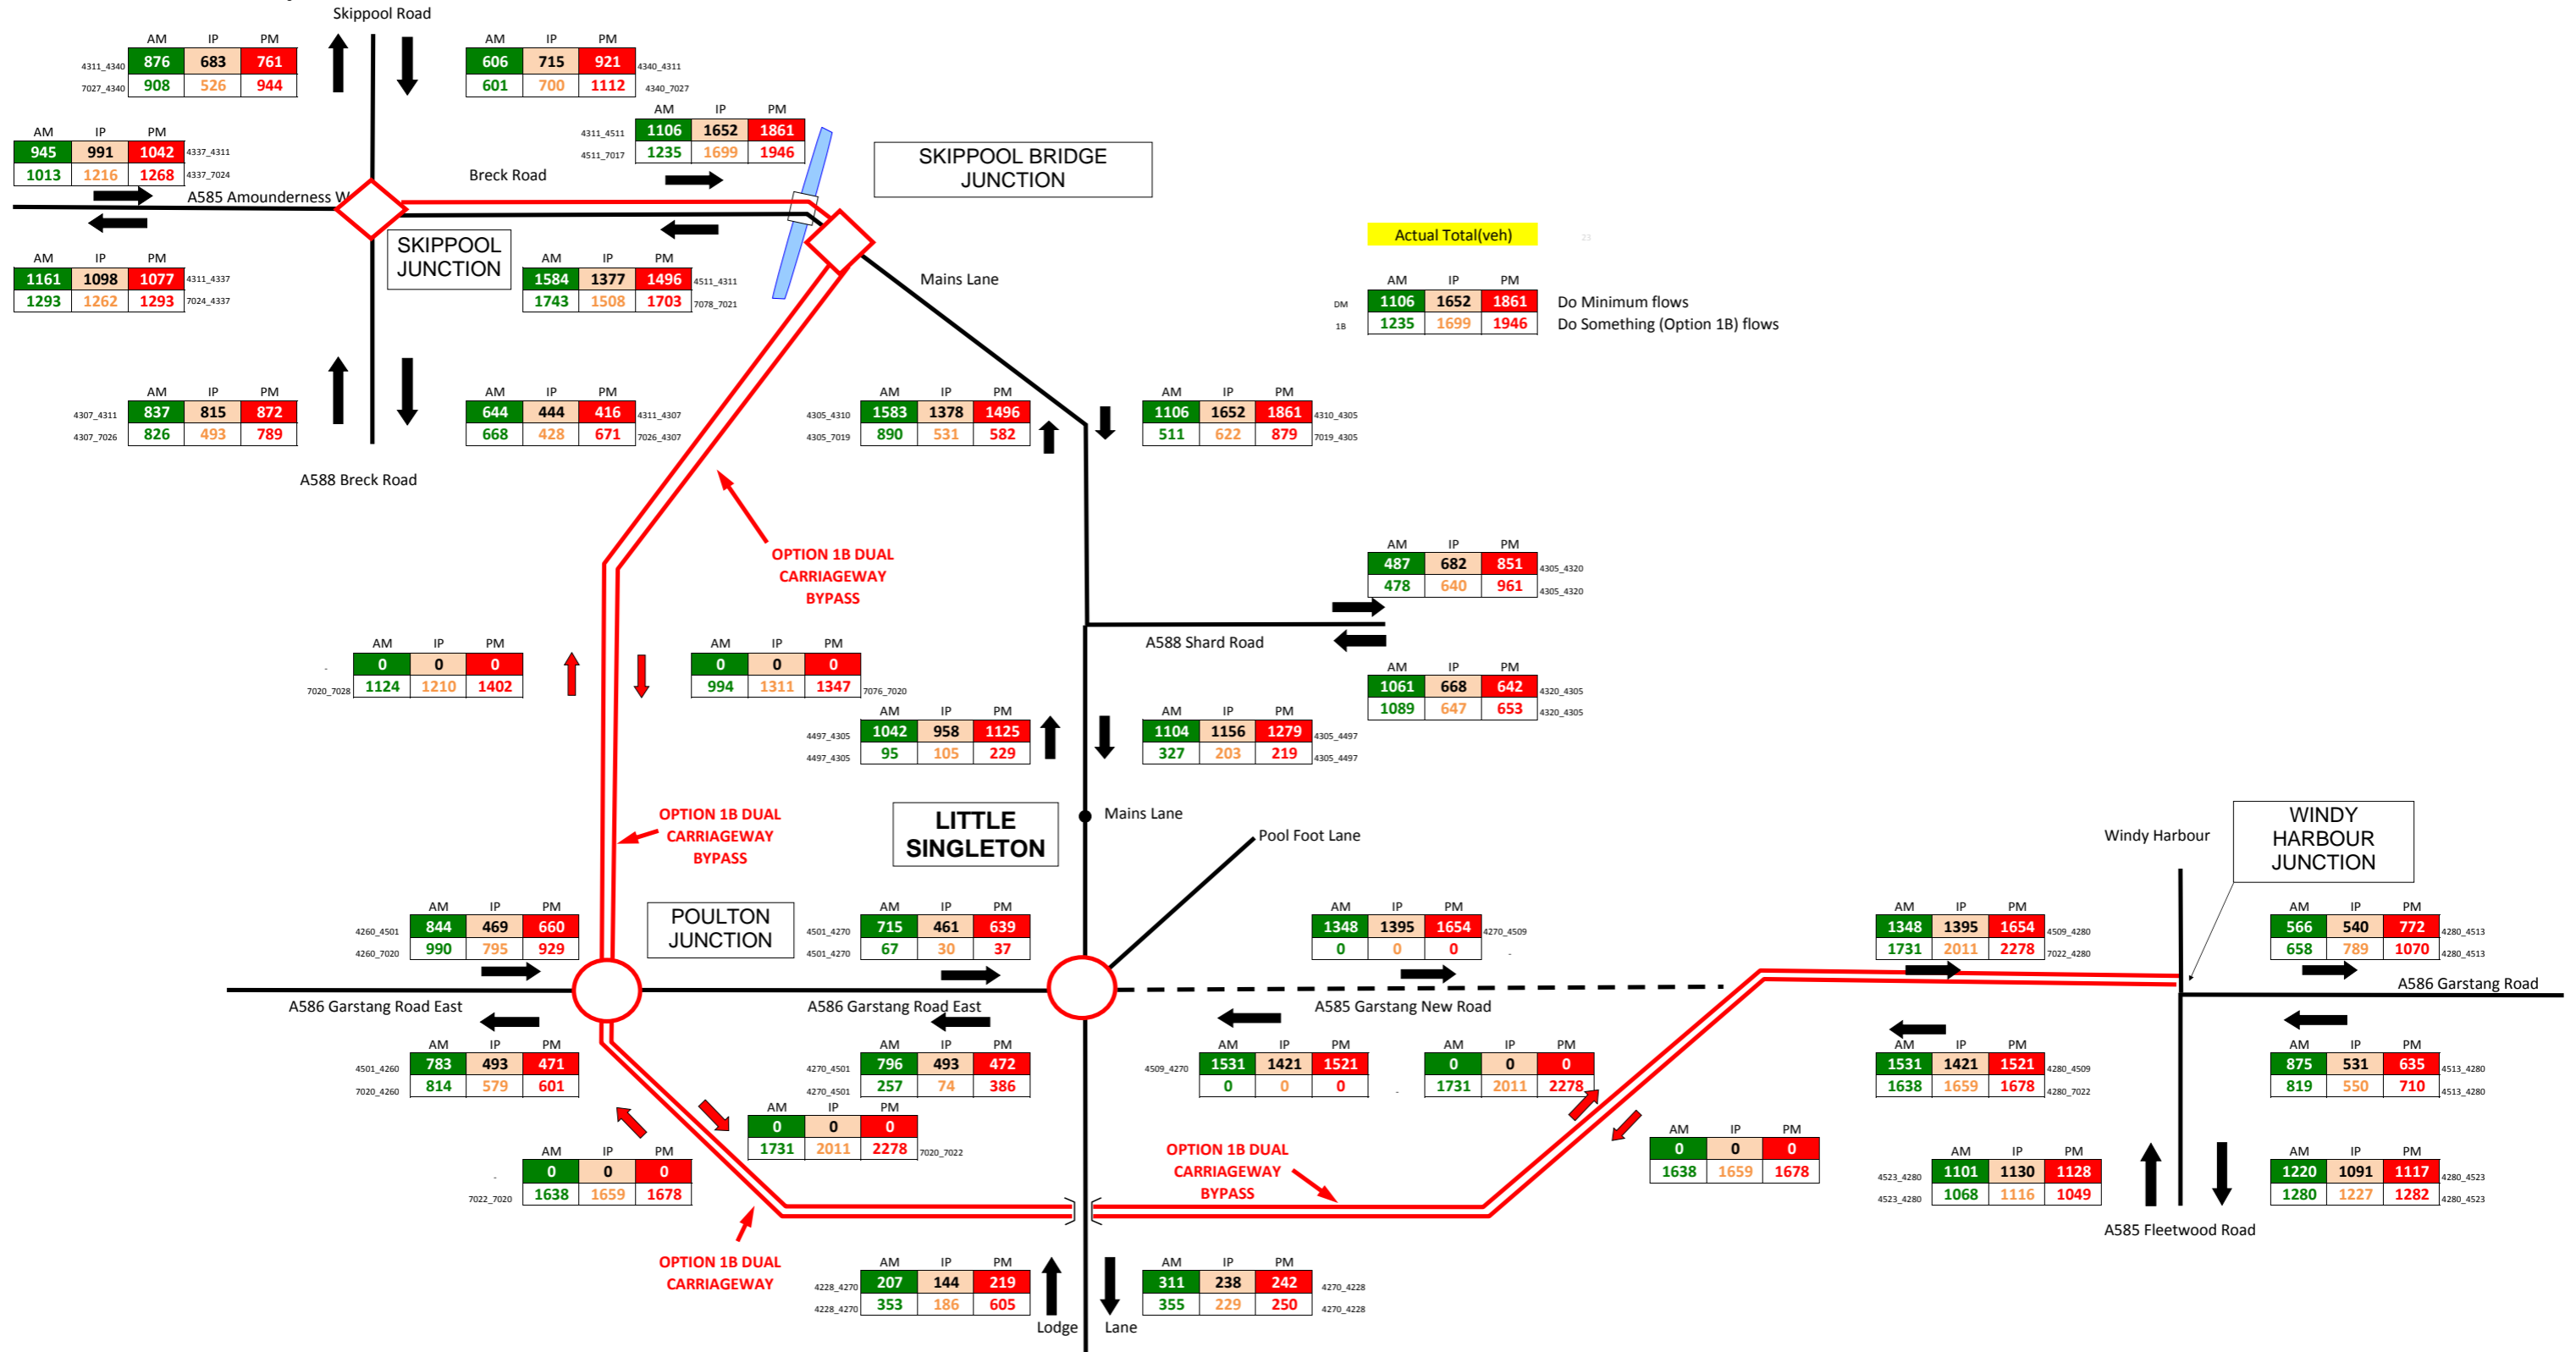 Skippool Road
AM IP PM
4311_4340 876 683 761
7027_4340 908 526 944
AM IP PM
606 715 921 4340_4311
601 700 1112 4340_7027
AM IP PM
4311_4511 1106 1652 1861
4511_7017 1235 1699 1946
AM IP PM
945 991 1042 4337_4311
1013 1216 1268 4337_7024
Breck Road
A585 Amounderness W
SKIPPOOL BRIDGE
JUNCTION
SKIPPOOL
JUNCTION
AM IP PM
1161 1098 1077 4311_4337
1293 1262 1293 7024_4337
AM IP PM
1584 1377 1496 4511_4311
1743 1508 1703 7078_7021
Mains Lane
Actual Total(veh)
23
AM IP PM
DM 1106 1652 1861 Do Minimum flows
1B 1235 1699 1946 Do Something (Option 1B) flows
AM IP PM
4307_4311 837 815 872
4307_7026 826 493 789
AM IP PM
644 444 416 4311_4307
668 428 671 7026_4307
A588 Breck Road
AM IP PM
4305_4310 1583 1378 1496
4305_7019 890 531 582
AM IP PM
1106 1652 1861 4310_4305
511 622 879 7019_4305
OPTION 1B DUAL
CARRIAGEWAY
BYPASS
AM IP PM
487 682 851 4305_4320
478 640 961 4305_4320
A588 Shard Road
AM IP PM
1061 668 642 4320_4305
1089 647 653 4320_4305
AM IP PM
- 0 0 0
7020_7028 1124 1210 1402
AM IP PM
0 0 0
994 1311 1347 7076_7020
AM IP PM
4497_4305 1042 958 1125
4497_4305 95 105 229
AM IP PM
1104 1156 1279 4305_4497
327 203 219 4305_4497
OPTION 1B DUAL
CARRIAGEWAY
BYPASS
LITTLE
SINGLETON
Mains Lane
Pool Foot Lane
Windy Harbour
WINDY
HARBOUR
JUNCTION
AM IP PM
4260_4501 844 469 660
4260_7020 990 795 929
POULTON
JUNCTION
AM IP PM
4501_4270 715 461 639
4501_4270 67 30 37
AM IP PM
1348 1395 1654 4270_4509
0 0 0 -
AM IP PM
1348 1395 1654 4509_4280
1731 2011 2278 7022_4280
AM IP PM
566 540 772 4280_4513
658 789 1070 4280_4513
A586 Garstang Road East
A586 Garstang Road East
A585 Garstang New Road
A586 Garstang Road
AM IP PM
4501_4260 783 493 471
7020_4260 814 579 601
AM IP PM
4270_4501 796 493 472
4270_4501 257 74 386
AM IP PM
4509_4270 1531 1421 1521
0 0 0
AM IP PM
0 0 0
- 1731 2011 2278
AM IP PM
1531 1421 1521 4280_4509
1638 1659 1678 4280_7022
AM IP PM
875 531 635 4513_4280
819 550 710 4513_4280
AM IP PM
0 0 0
1731 2011 2278 7020_7022
AM IP PM
- 0 0 0
7022_7020 1638 1659 1678
OPTION 1B DUAL
CARRIAGEWAY
BYPASS
AM IP PM
0 0 0
1638 1659 1678
AM IP PM
4523_4280 1101 1130 1128
4523_4280 1068 1116 1049
AM IP PM
1220 1091 1117 4280_4523
1280 1227 1282 4280_4523
A585 Fleetwood Road
OPTION 1B DUAL
CARRIAGEWAY
AM IP PM
4228_4270 207 144 219
4228_4270 353 186 605
AM IP PM
311 238 242 4270_4228
355 229 250 4270_4228
Lodge Lane